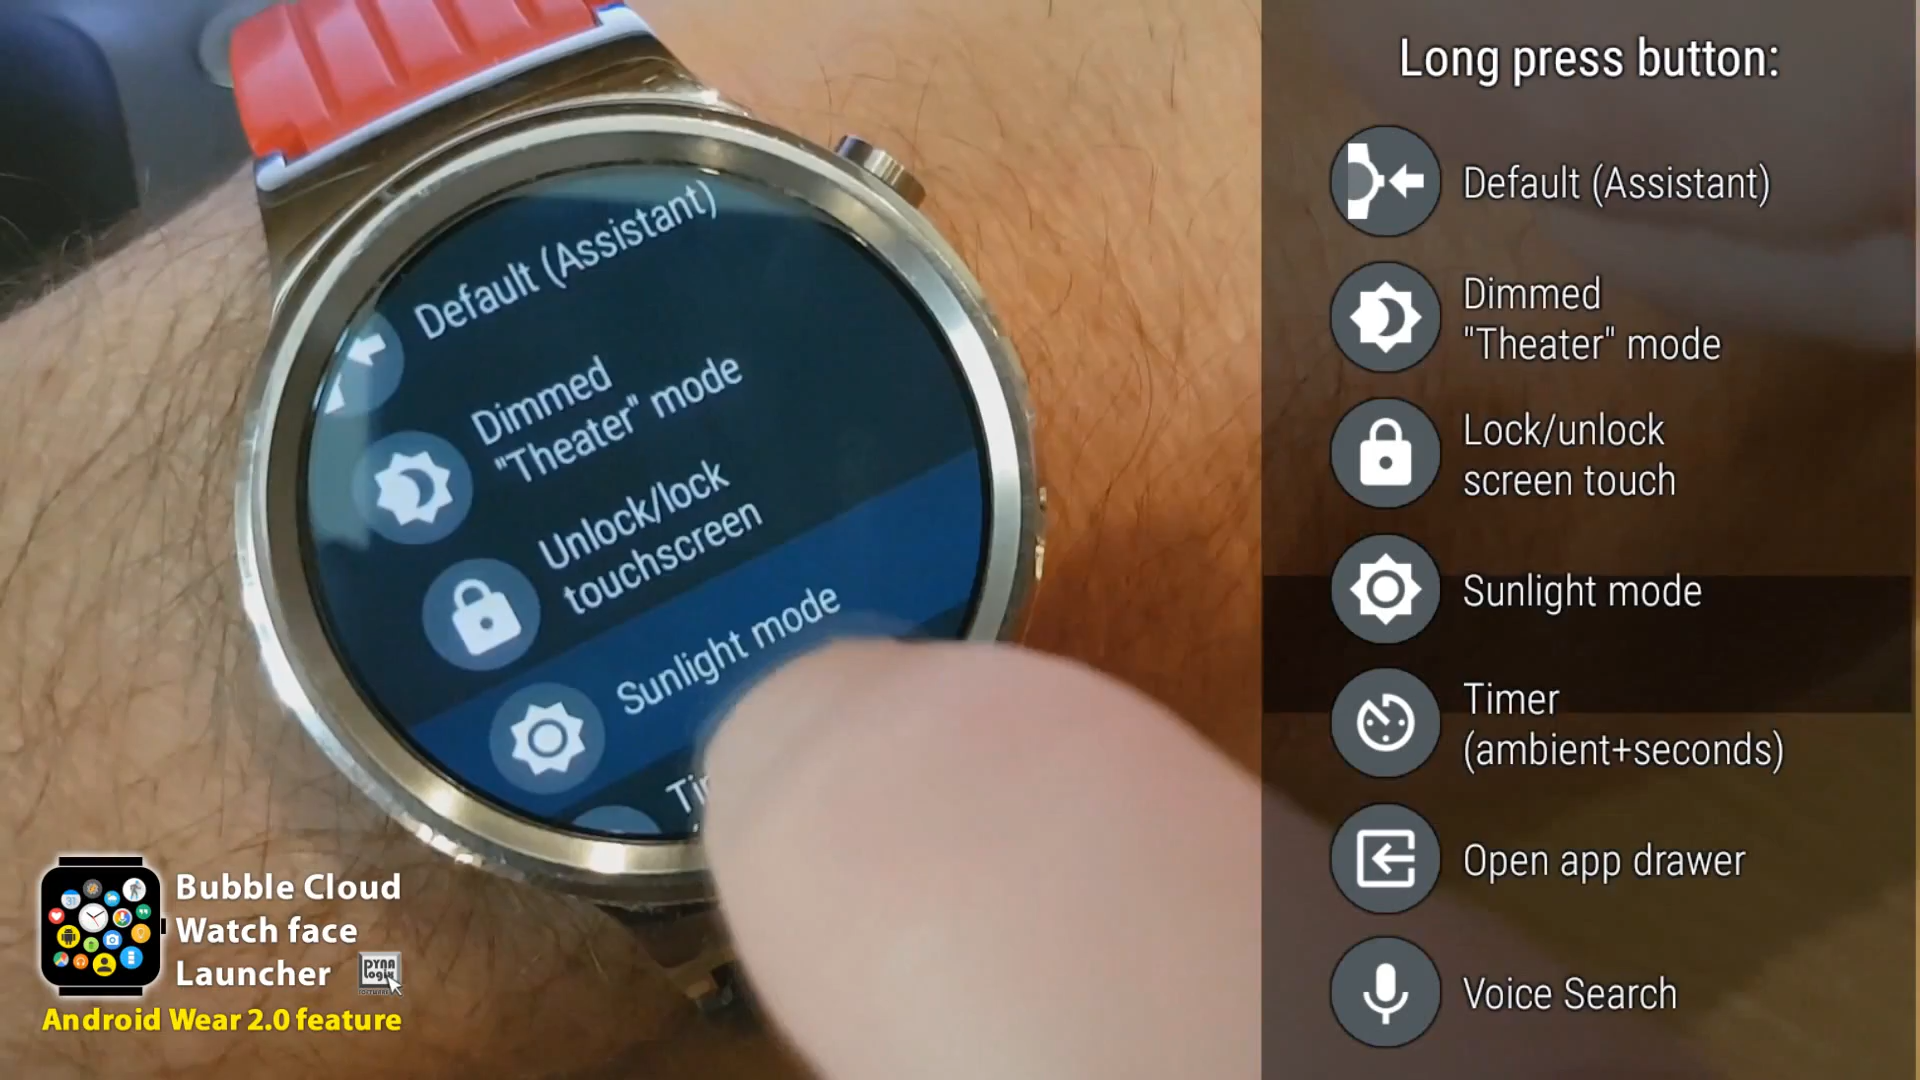 Default (Assistant)
Dimmed
"Theater" mode
Unlock/lock
touchscreen
Sunlight mode
Bubble Cloud
Watch face
Launcher
DYNA
logix
Android Wear 2.0 feature
Long press button:
Default (Assistant)
Dimmed
"Theater" mode
Lock/unlock
screen touch
Sunlight mode
Timer
(ambient+seconds)
Open app drawer
Voice Search